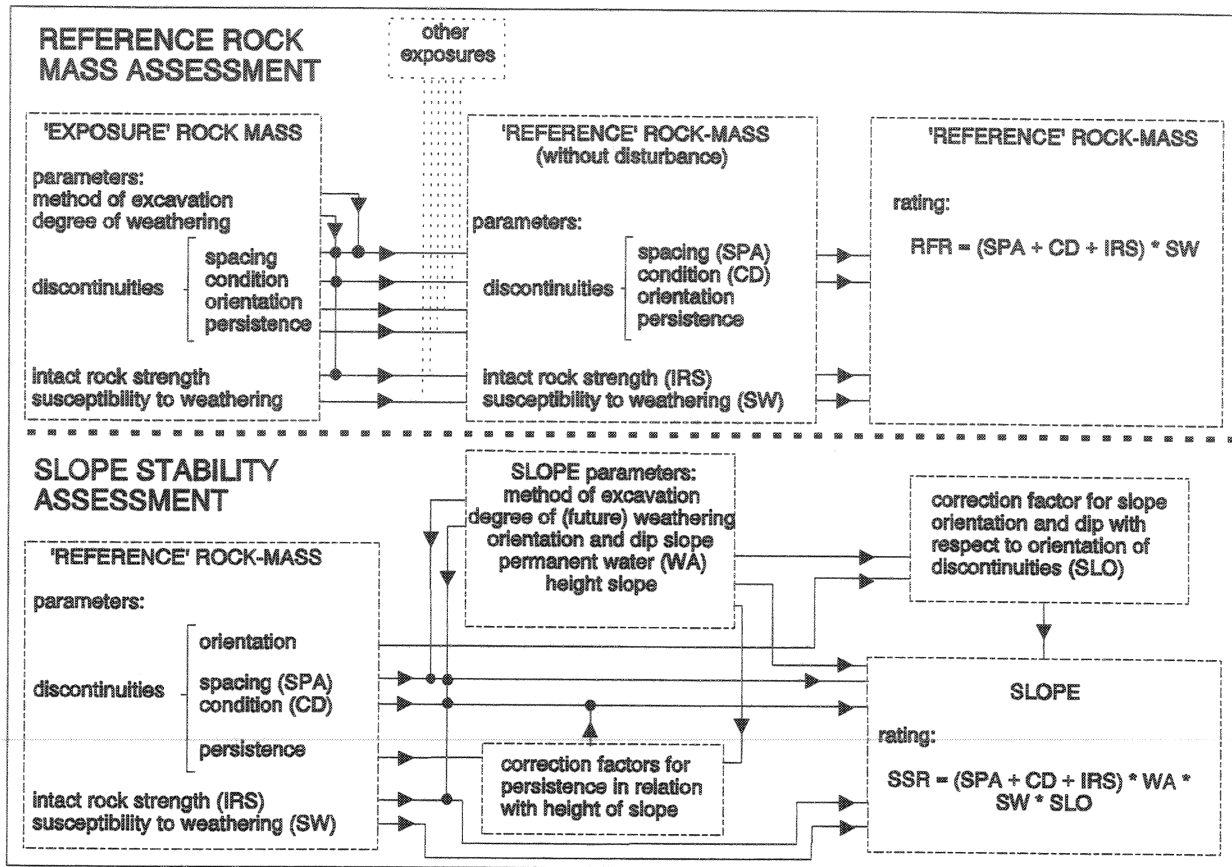 REFERENCE ROCK
MASS ASSESSMENT
other
exposures
'EXPOSURE' ROCK MASS
parameters:
method of excavation
degree of weathering
discontinuities
spacing
condition
orientation
persistence
intact rock strength
susceptibility to weathering
'REFERENCE' ROCK-MASS
(without disturbance)
parameters:
discontinuities
spacing (SPA)
condition (CD)
orientation
persistence
intact rock strength (IRS)
susceptibility to weathering (SW)
'REFERENCE' ROCK-MASS
rating:
RFR = (SPA + CD + IRS) * SW
SLOPE STABILITY
ASSESSMENT
'REFERENCE' ROCK-MASS
parameters:
discontinuities
orientation
spacing (SPA)
condition (CD)
persistence
intact rock strength (IRS)
susceptibility to weathering (SW)
SLOPE parameters:
method of excavation
degree of (future) weathering
orientation and dip slope
permanent water (WA)
height slope
correction factors for
persistence in relation
with height of slope
correction factor for slope
orientation and dip with
respect to orientation of
discontinuities (SLO)
SLOPE
rating:
SSR = (SPA + CD + IRS) * WA *
SW * SLO